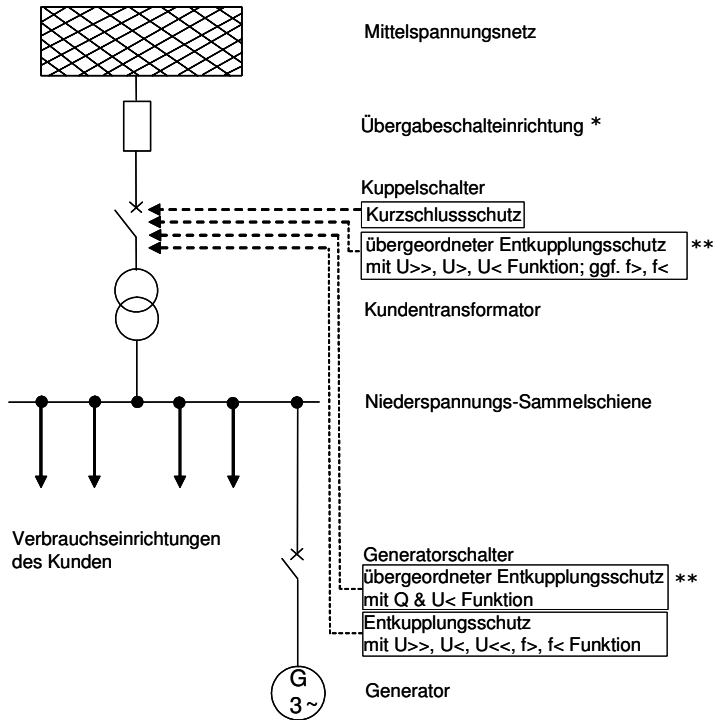 Mittelspannungsnetz
Übergabeschalteinrichtung *
Kuppelschalter
Kurzschlussschutz
übergeordneter Entkupplungsschutz **
mit U>>, U>, U< Funktion; ggf. f>, f<
Kundentransformator
Niederspannungs-Sammelschiene
Verbrauchseinrichtungen
des Kunden
Generatorschalter
übergeordneter Entkupplungsschutz **
mit Q & U< Funktion
Entkupplungsschutz
mit U>>, U<, U<<, f>, f< Funktion
G
3~
Generator